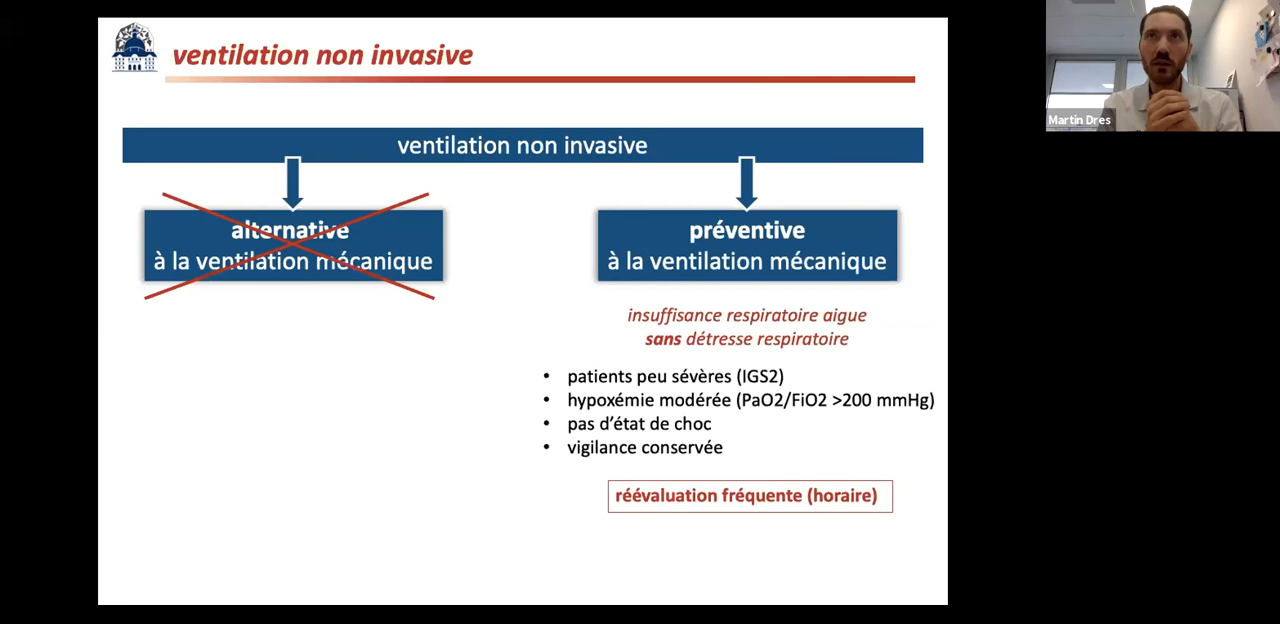 ventilation non invasive
Martin Dres
ventilation non invasive
alternative
à la ventilation mécanique
préventive
à la ventilation mécanique
insuffisance respiratoire aigue
sans détresse respiratoire
• patients peu sévères (IGS2)
• hypoxémie modérée (PaO2/FiO2 >200 mmHg)
• pas d'état de choc
• vigilance conservée
réévaluation fréquente (horaire)